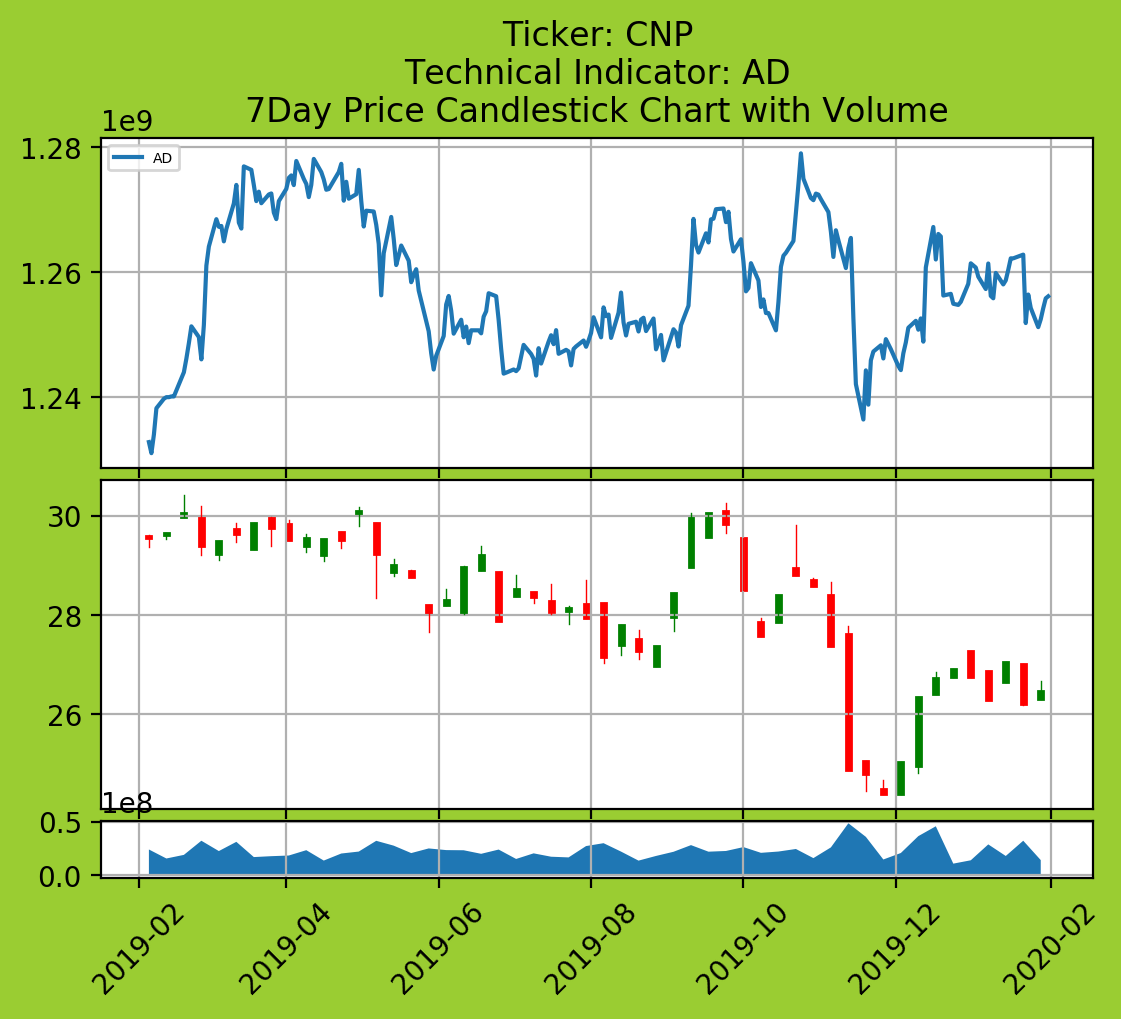 Ticker: CNP
Technical Indicator: AD
7Day Price Candlestick Chart with Volume
1e9
1.28
AD
1.26
1.24
30
28
26
1e8
0.5
0.0
2019-02
2019-04
2019-06
2019-08
2019-10
2019-12
2020-02